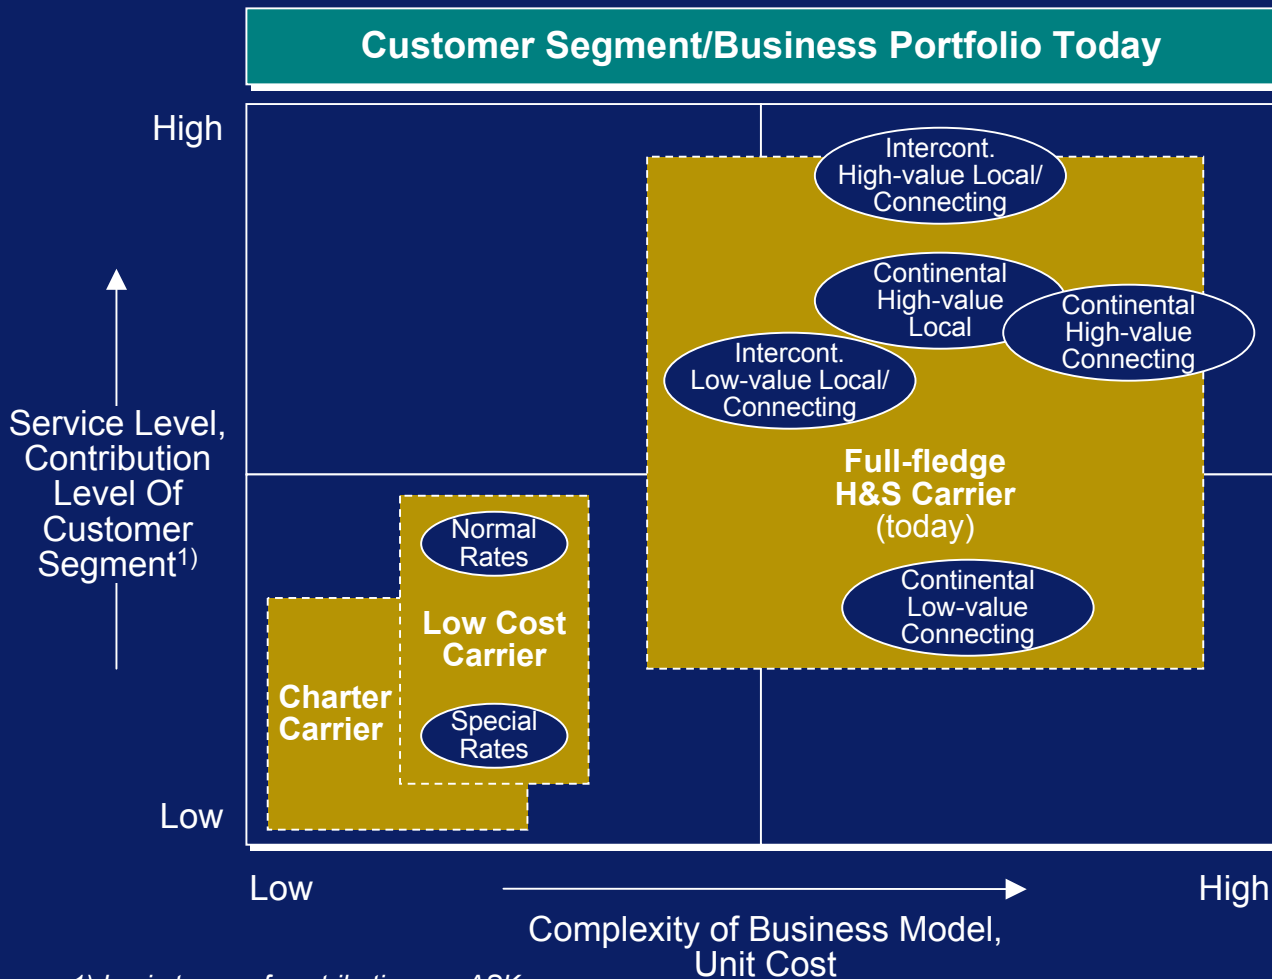 Customer Segment/Business Portfolio Today
High
Intercont.
High-value Local/
Connecting
Continental
High-value
Local
Continental
High-value
Connecting
Intercont.
Low-value Local/
Connecting
Service Level,
Contribution
Level Of
Customer
Segment1)
Full-fledge
H&S Carrier
(today)
Normal
Rates
Continental
Low-value
Connecting
Low Cost
Carrier
Charter
Carrier
Special
Rates
Low
Low
High
Complexity of Business Model,
Unit Cost